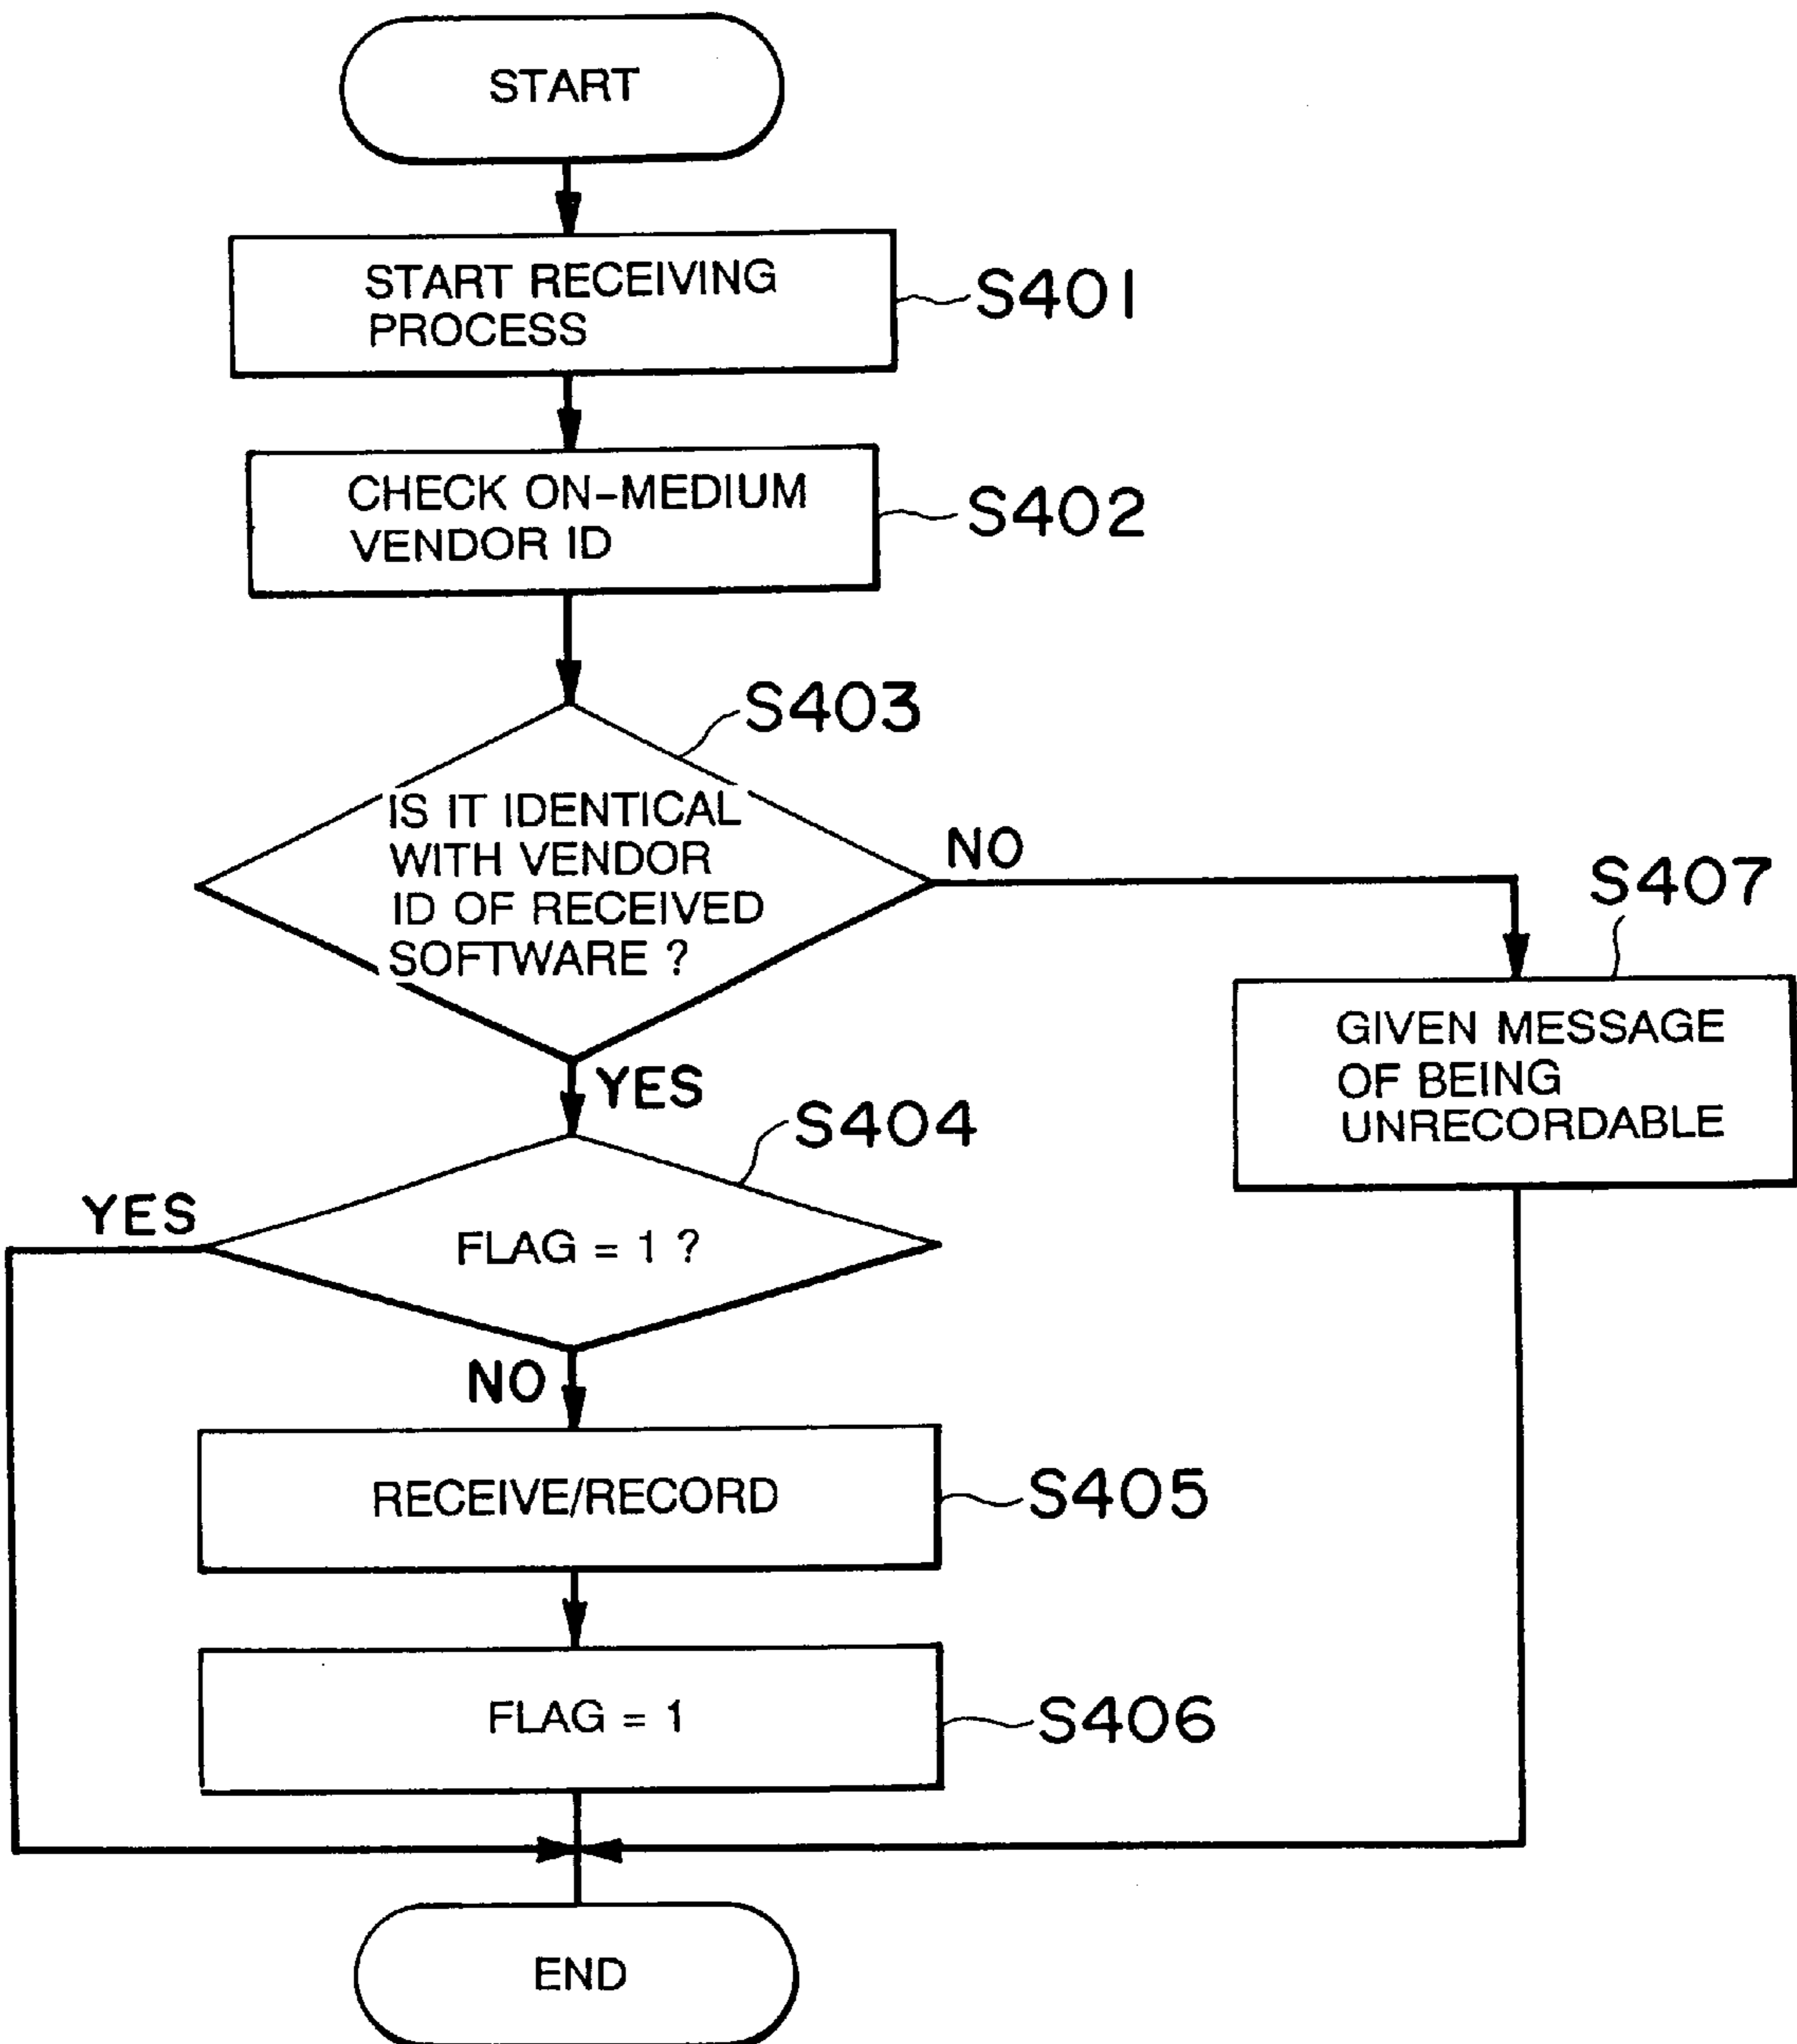 START
START RECEIVING
PROCESS
S401
CHECK ON-MEDIUM
VENDOR ID
S402
S403
IS IT IDENTICAL
WITH VENDOR
ID OF RECEIVED
SOFTWARE ?
NO
S407
GIVEN MESSAGE
OF BEING
UNRECORDABLE
YES
S404
YES
FLAG = 1 ?
NO
RECEIVE/RECORD
S405
FLAG = 1
S406
END